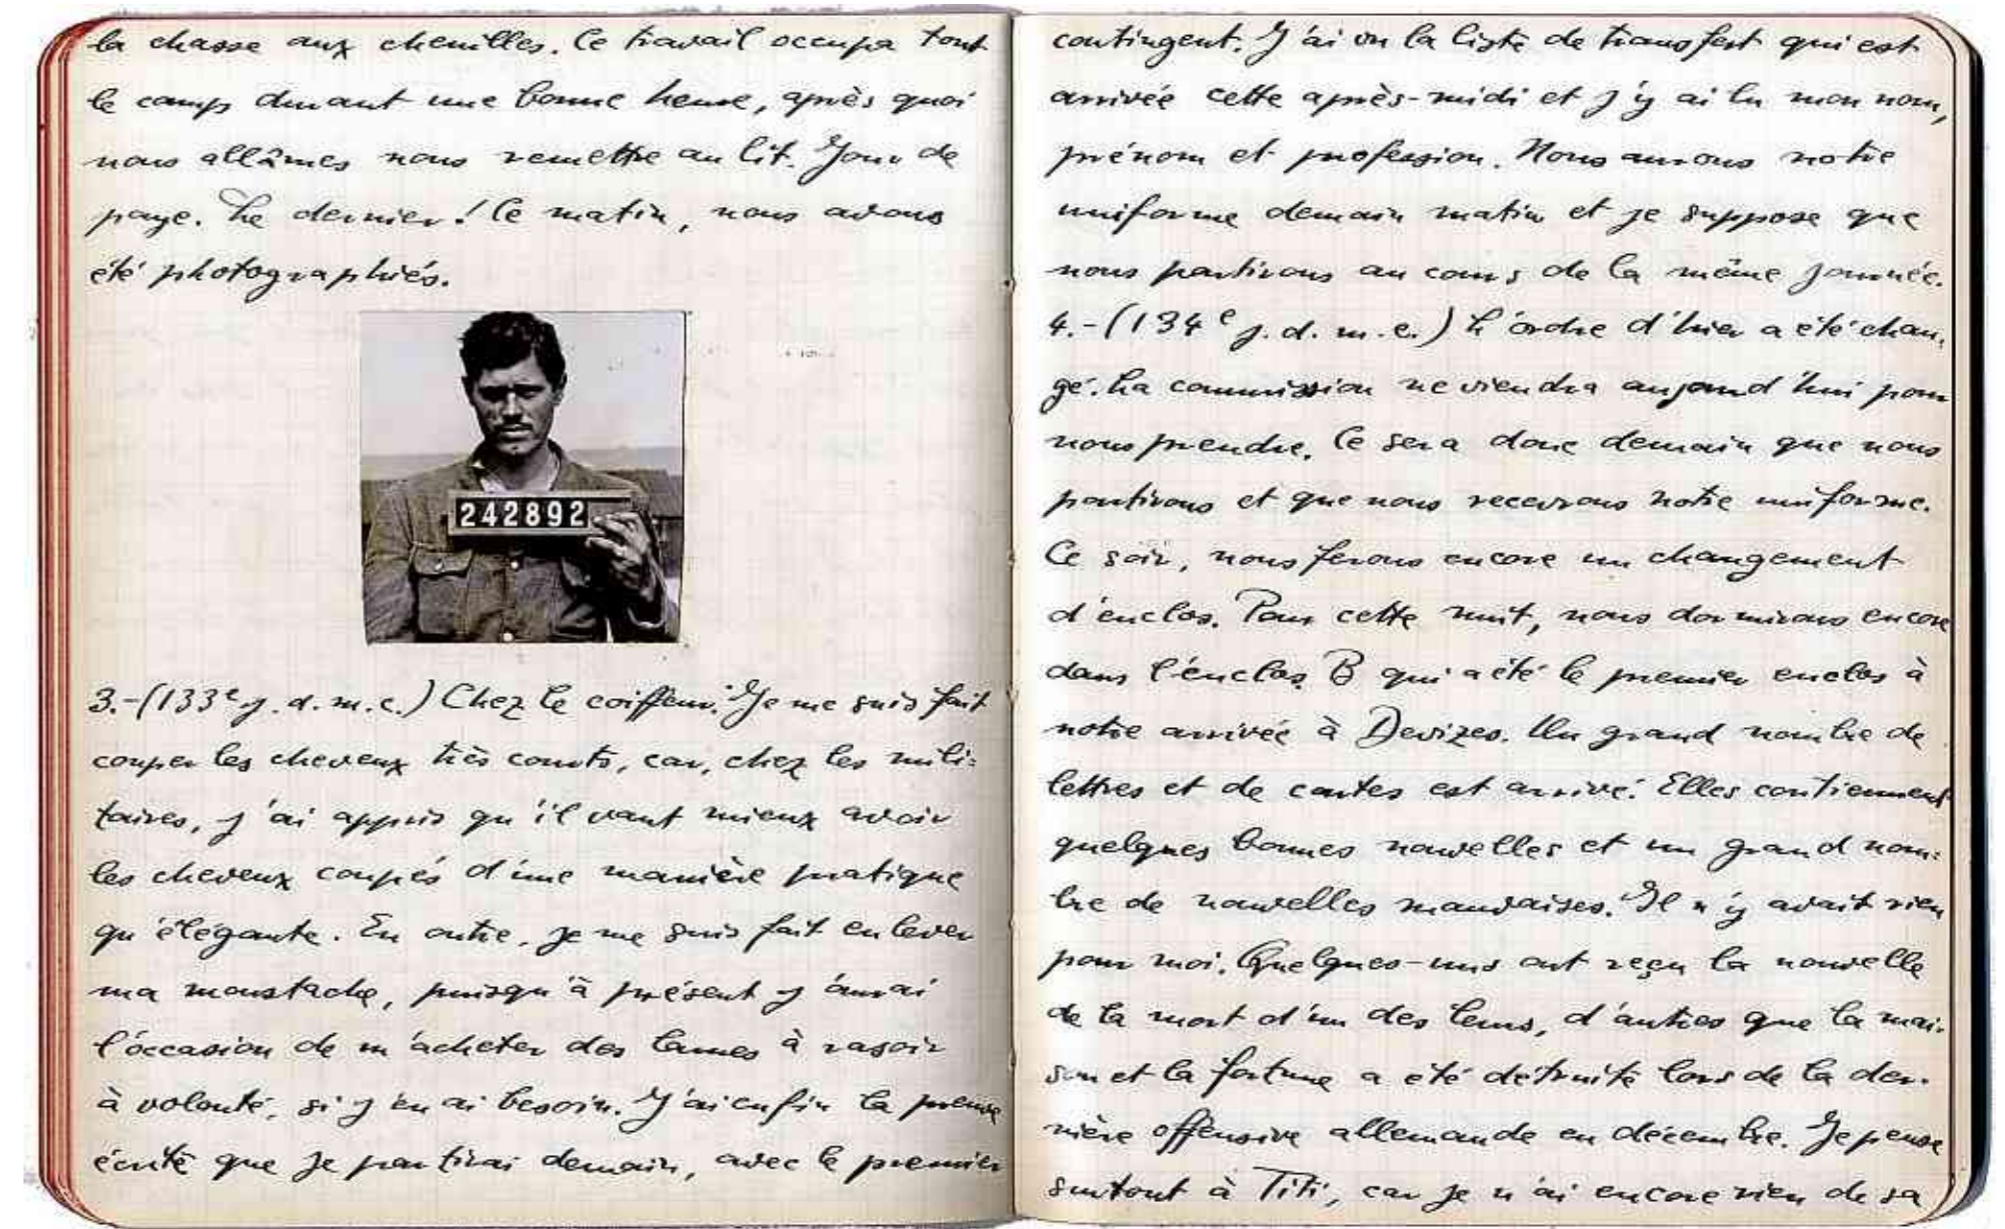 la chasse aux chenilles. Ce travail occupa tout
le camp durant une bonne heure, après quoi
nous allâmes nous remettre au lit. Jour de
paye. Le dernier ! Ce matin, nous avons
été photographiés.
242892
3.-(133e j. d. m. c.) Chez le coiffeur. Je me suis fait
couper les cheveux très courts, car, chez les mili-
taires, j'ai appris qu'il vaut mieux avoir
les cheveux coupés d'une manière pratique
qu'élégante. En outre, je me suis fait enlever
ma moustache, puisqu'à présent j'aurai
l'occasion de m'acheter des lames à rasoir
à volonté, si j'en ai besoin. J'ai enfin la preuve
écrite que je partirai demain, avec le premier
contingent. J'ai vu la liste de transfert qui est
arrivée cette après-midi et j'y ai lu mon nom,
prénom et profession. Nous aurons notre
uniforme demain matin et je suppose que
nous partirons au cours de la même journée.
4.-(134e j. d. m. c.) L'ordre d'hier a été chan-
gé. La commission ne viendra aujourd'hui pour
nous prendre. Ce sera donc demain que nous
partirons et que nous recevrons notre uniforme.
Ce soir, nous ferons encore un changement
d'enclos. Pour cette nuit, nous dormirons encore
dans l'enclos B qui a été le premier enclos à
notre arrivée à Devizes. Un grand nombre de
lettres et de cartes est arrivé. Elles contiennent
quelques bonnes nouvelles et un grand nom-
bre de nouvelles mauvaises. Il n'y avait rien
pour moi. Quelques-uns ont reçu la nouvelle
de la mort d'un des leurs, d'autres que la mai-
son et la fortune a été détruite lors de la der-
nière offensive allemande en décembre. Je pense
surtout à Titi, car je n'ai encore rien de sa